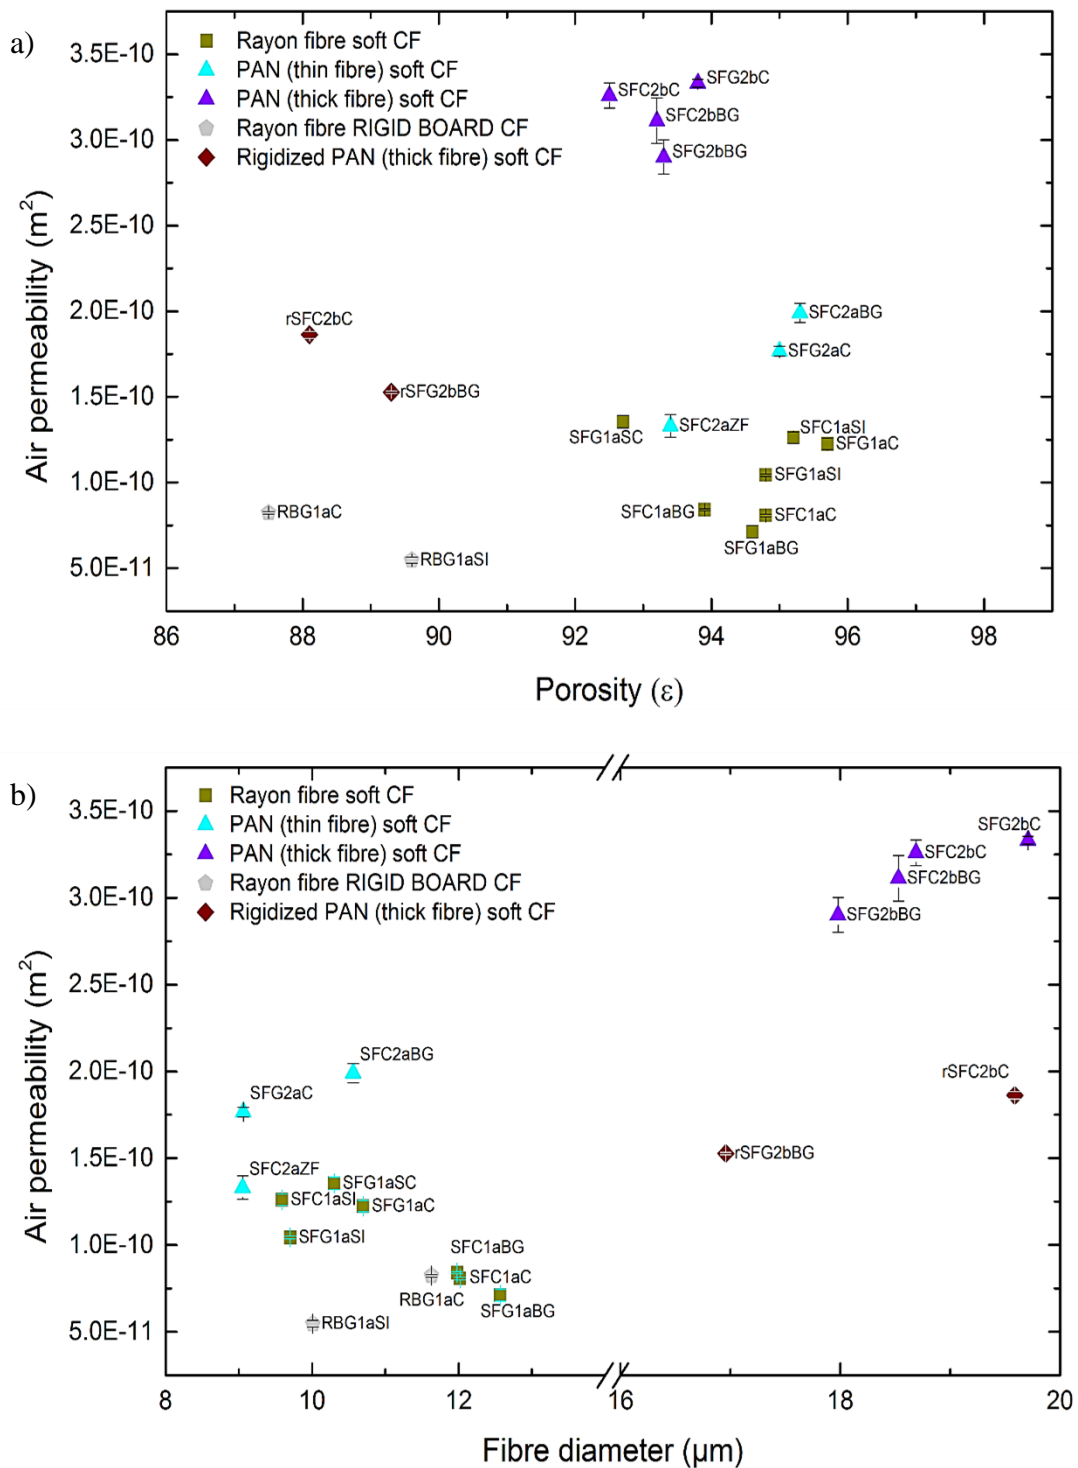 a)
Rayon fibre soft CF
PAN (thin fibre) soft CF
PAN (thick fibre) soft CF
Rayon fibre RIGID BOARD CF
Rigidized PAN (thick fibre) soft CF
3.5E-10
3.0E-10
2.5E-10
2.0E-10
1.5E-10
1.0E-10
5.0E-11
Air permeability (m²)
SFC2bC
SFG2bC
SFC2bBG
SFG2bBG
rSFC2bC
SFC2aBG
SFG2aC
rSFG2bBG
SFG1aSC
SFC2aZF
SFC1aSI
SFG1aC
SFG1aSI
RBG1aC
SFC1aBG
SFC1aC
SFG1aBG
RBG1aSI
86 88 90 92 94 96 98
Porosity (ε)
b)
Rayon fibre soft CF
PAN (thin fibre) soft CF
PAN (thick fibre) soft CF
Rayon fibre RIGID BOARD CF
Rigidized PAN (thick fibre) soft CF
3.5E-10
3.0E-10
2.5E-10
2.0E-10
1.5E-10
1.0E-10
5.0E-11
Air permeability (m²)
SFG2bC
SFC2bC
SFC2bBG
SFG2bBG
SFC2aBG
SFG2aC
rSFC2bC
rSFG2bBG
SFC2aZF
SFG1aSC
SFC1aSI
SFG1aC
SFG1aSI
SFC1aBG
SFC1aC
RBG1aC
SFG1aBG
RBG1aSI
8 10 12 16 18 20
Fibre diameter (µm)